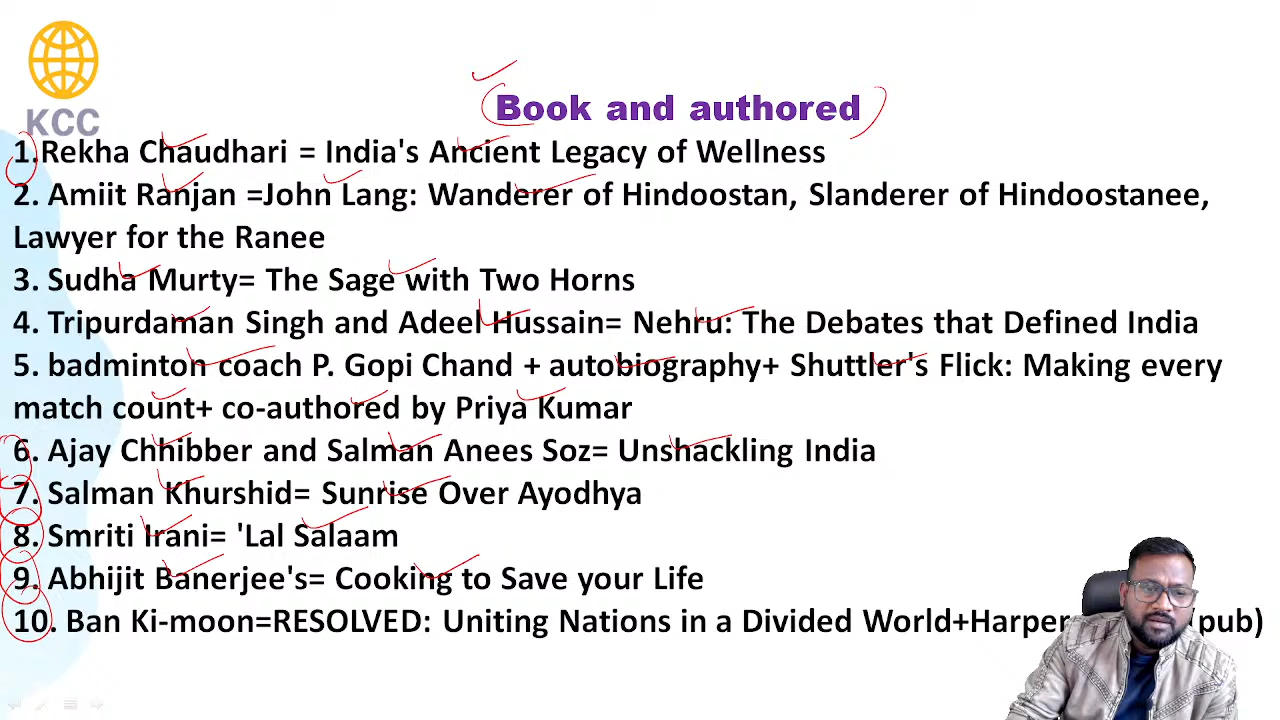 KCC
Book and authored
1.Rekha Chaudhari = India's Ancient Legacy of Wellness
2. Amiit Ranjan =John Lang: Wanderer of Hindoostan, Slanderer of Hindoostanee,
Lawyer for the Ranee
3. Sudha Murty= The Sage with Two Horns
4. Tripurdaman Singh and Adeel Hussain= Nehru: The Debates that Defined India
5. badminton coach P. Gopi Chand + autobiography+ Shuttler's Flick: Making every
match count+ co-authored by Priya Kumar
6. Ajay Chhibber and Salman Anees Soz= Unshackling India
7. Salman Khurshid= Sunrise Over Ayodhya
8. Smriti Irani= 'Lal Salaam
9. Abhijit Banerjee's= Cooking to Save your Life
10. Ban Ki-moon=RESOLVED: Uniting Nations in a Divided World+Harper (pub)